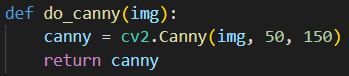 def do_canny(img):
    canny = cv2.Canny(img, 50, 150)
    return canny